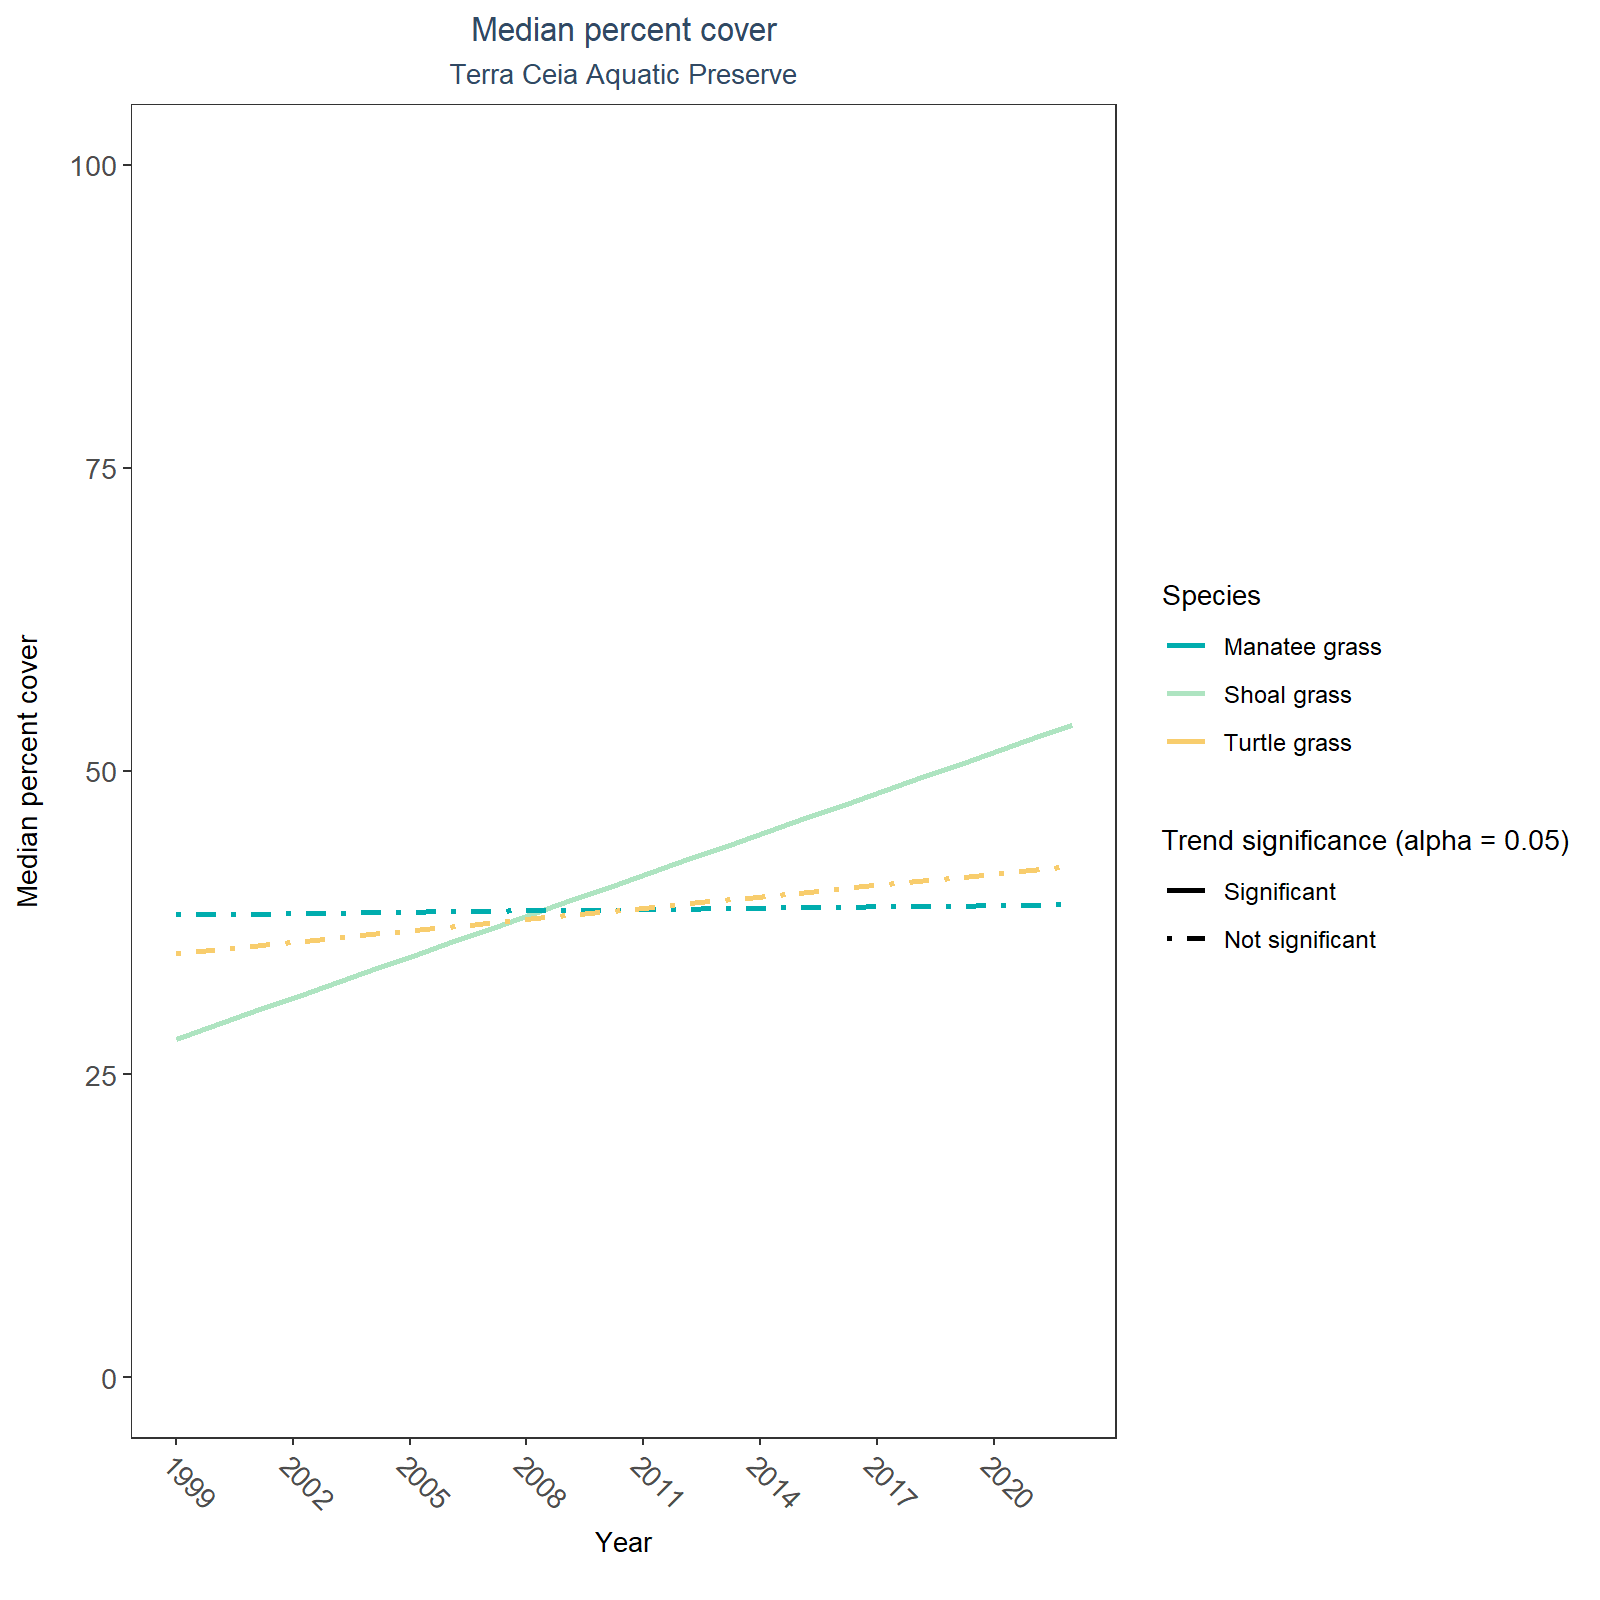 Median percent cover
Terra Ceia Aquatic Preserve
Median percent cover
100
75
50
25
0
1999
2002
2005
2008
2011
2014
2017
2020
Year
Species
Manatee grass
Shoal grass
Turtle grass
Trend significance (alpha = 0.05)
Significant
Not significant